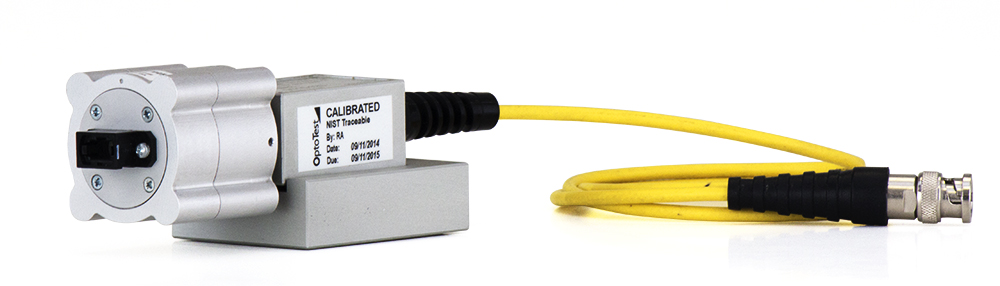 OptoTest
CALIBRATED
NIST Traceable
By: RA
Date: 09/11/2014
Due: 09/11/2015